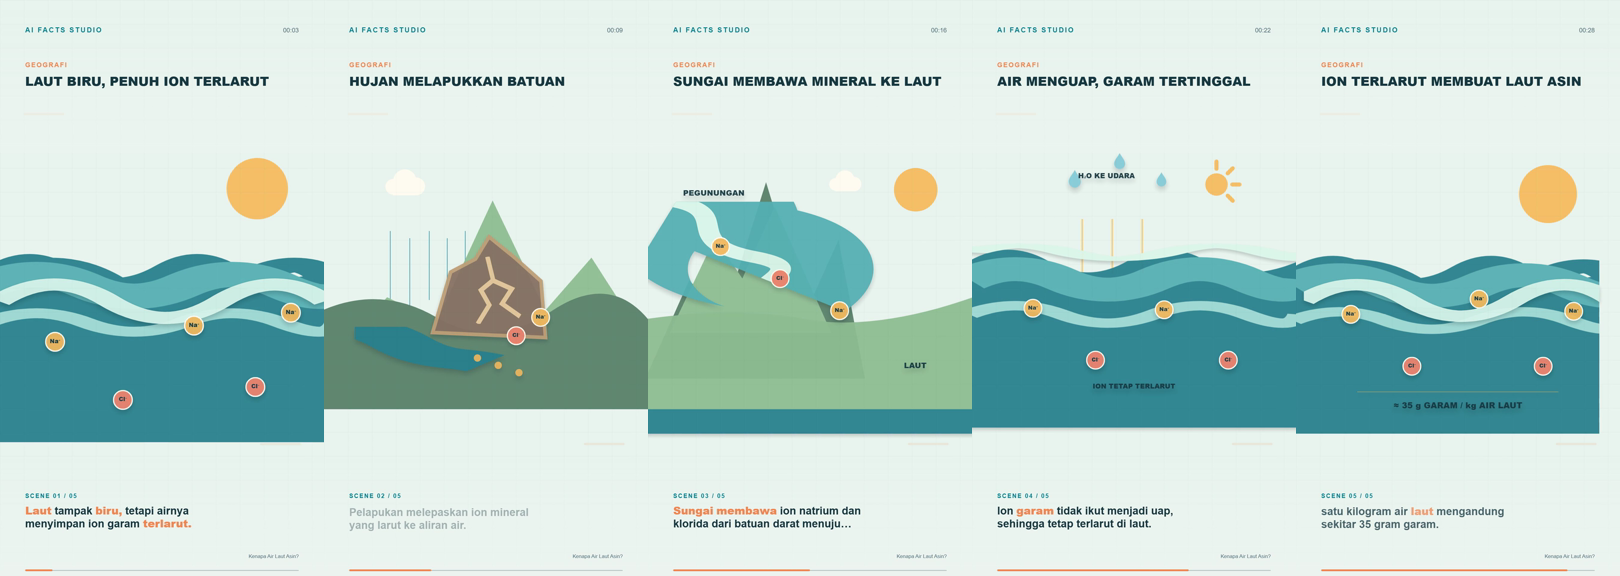 AI FACTS STUDIO
00:03
GEOGRAFI
LAUT BIRU, PENUH ION TERLARUT
Na⁺
Na⁺
Na⁺
Cl⁻
Cl⁻
SCENE 01 / 05
Laut tampak biru, tetapi airnya
menyimpan ion garam terlarut.
Kenapa Air Laut Asin?
AI FACTS STUDIO
00:09
GEOGRAFI
HUJAN MELAPUKKAN BATUAN
Na⁺
Cl⁻
SCENE 02 / 05
Pelapukan melepaskan ion mineral
yang larut ke aliran air.
Kenapa Air Laut Asin?
AI FACTS STUDIO
00:16
GEOGRAFI
SUNGAI MEMBAWA MINERAL KE LAUT
PEGUNUNGAN
Na⁺
Cl⁻
Na⁺
LAUT
SCENE 03 / 05
Sungai membawa ion natrium dan
klorida dari batuan darat menuju...
Kenapa Air Laut Asin?
AI FACTS STUDIO
00:22
GEOGRAFI
AIR MENGUAP, GARAM TERTINGGAL
H₂O KE UDARA
Na⁺
Na⁺
Cl⁻
Cl⁻
ION TETAP TERLARUT
SCENE 04 / 05
Ion garam tidak ikut menjadi uap,
sehingga tetap terlarut di laut.
Kenapa Air Laut Asin?
AI FACTS STUDIO
00:28
GEOGRAFI
ION TERLARUT MEMBUAT LAUT ASIN
Na⁺
Na⁺
Na⁺
Cl⁻
Cl⁻
≈ 35 g GARAM / kg AIR LAUT
SCENE 05 / 05
satu kilogram air laut mengandung
sekitar 35 gram garam.
Kenapa Air Laut Asin?